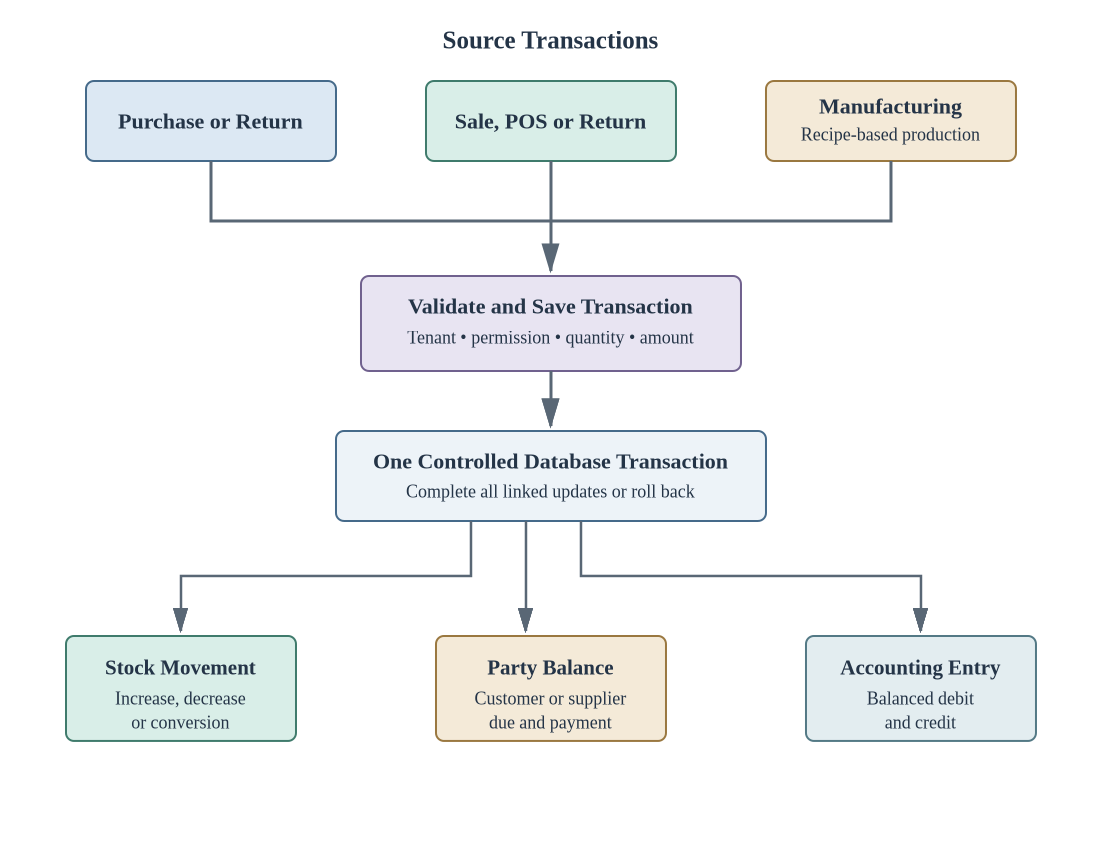 Source Transactions
Purchase or Return
Sale, POS or Return
Manufacturing
Recipe-based production
Validate and Save Transaction
Tenant • permission • quantity • amount
One Controlled Database Transaction
Complete all linked updates or roll back
Stock Movement
Increase, decrease
or conversion
Party Balance
Customer or supplier
due and payment
Accounting Entry
Balanced debit
and credit